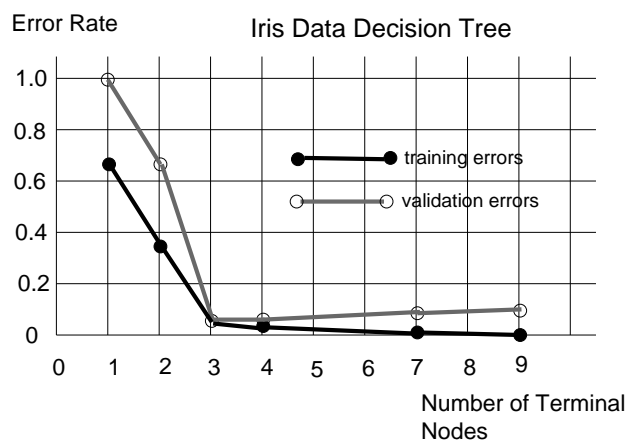 Error Rate
Iris Data Decision Tree
1.0
0.8
0.6
0.4
0.2
0
training errors
validation errors
0 1 2 3 4 5 6 7 8 9
Number of Terminal
Nodes